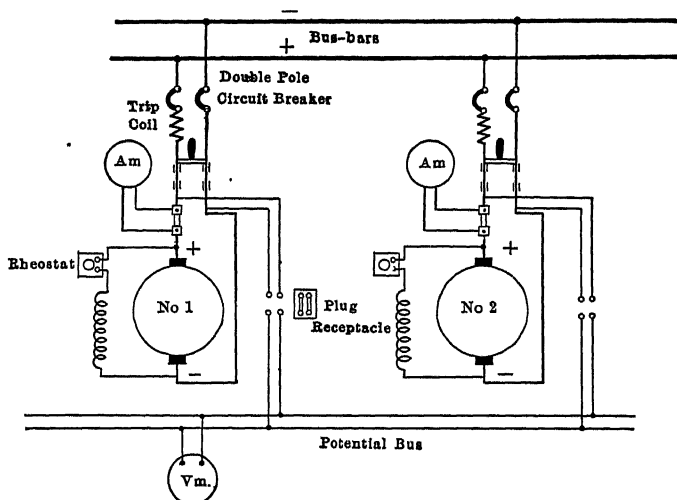 −
Bus-bars
+
Double Pole
Circuit Breaker
Trip
Coil
Am
Am
+
+
Rheostat
No 1
No 2
Plug
Receptacle
−
−
Potential Bus
Vm.